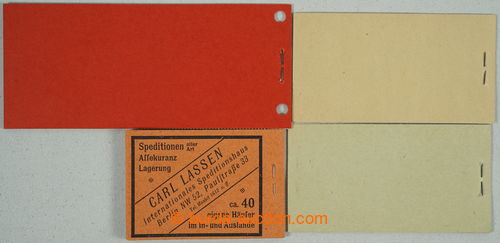 Speditionen aller Art
Affekuranz
Lagerung
CARL LASSEN
Internationales Speditionshaus
Berlin NW 52, Paulstraße 33
ca. 40
eigene Häuser
im In- und Auslande